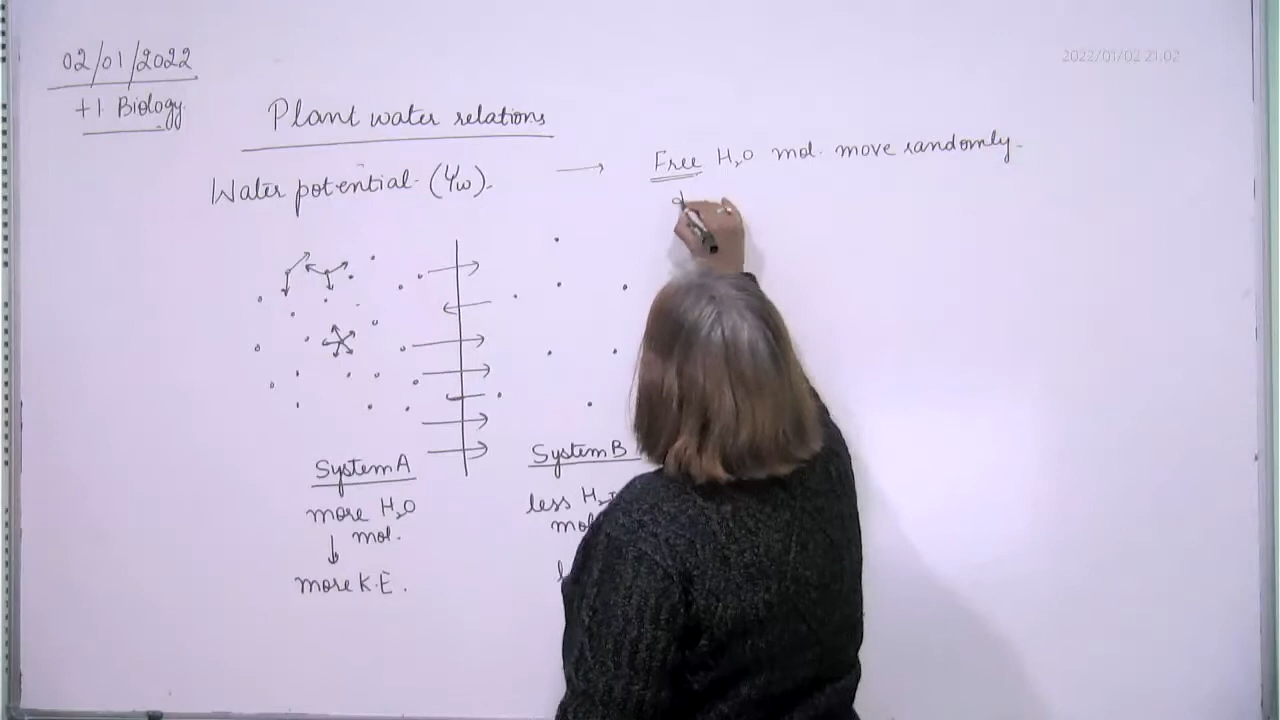 02/01/2022
2022/01/02 21:02
+1 Biology
Plant water relations
Water potential (Ψw).
Free H2O mol. move randomly.
System A
more H2O
mol.
more K.E.
System B
less